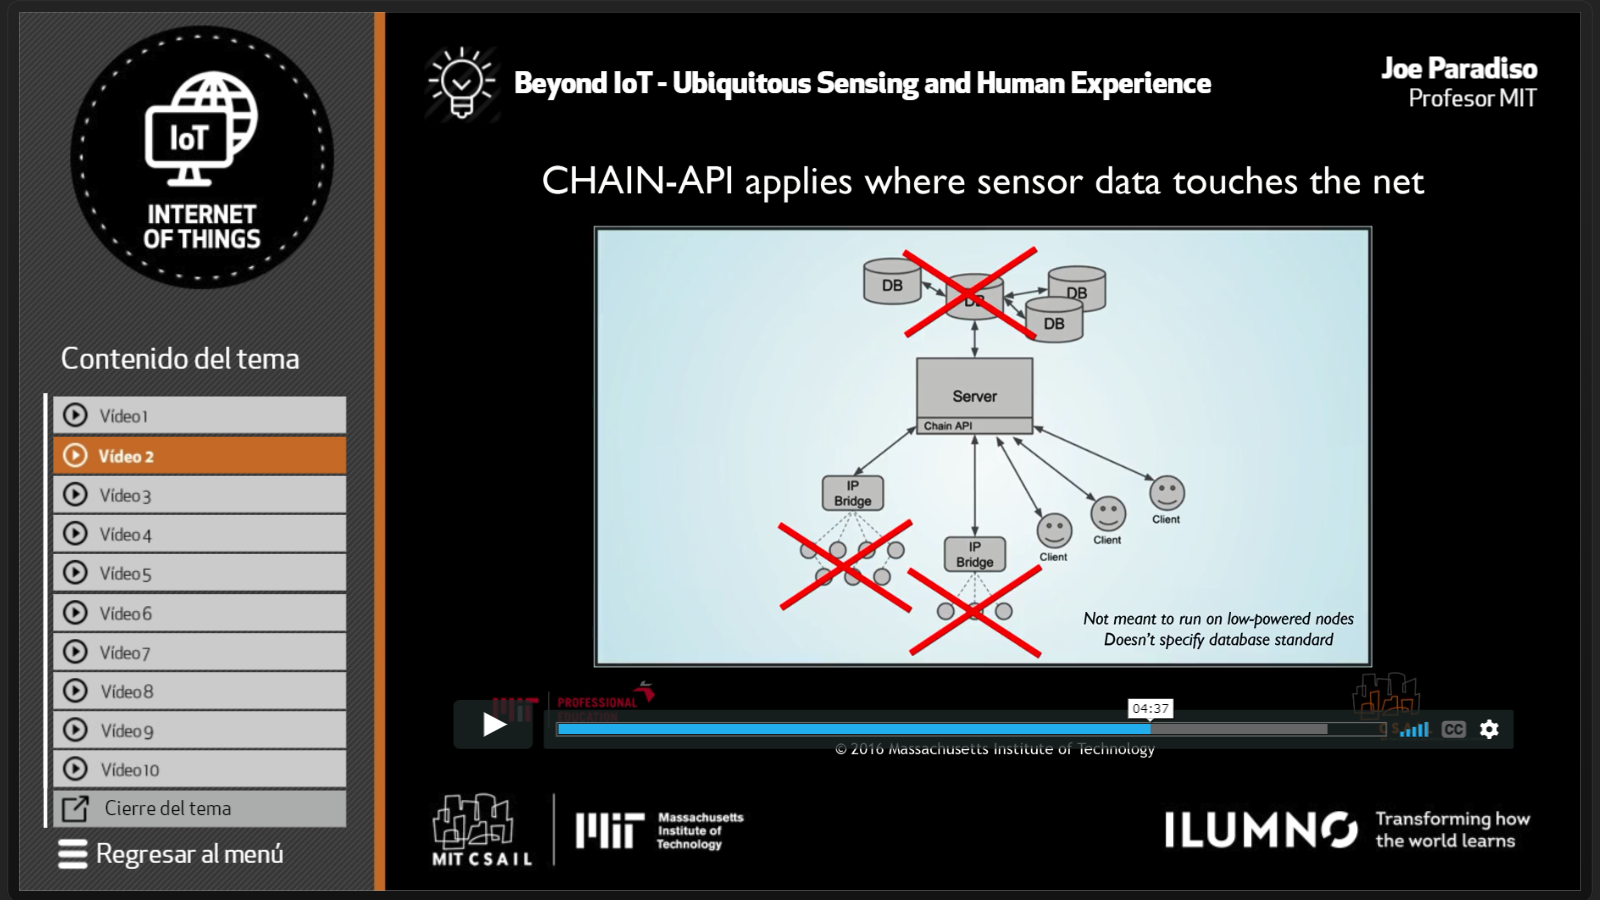 IoT
INTERNET
OF THINGS
Contenido del tema
Vídeo 1
Vídeo 2
Vídeo 3
Vídeo 4
Vídeo 5
Vídeo 6
Vídeo 7
Vídeo 8
Vídeo 9
Vídeo 10
Cierre del tema
Regresar al menú
Beyond IoT - Ubiquitous Sensing and Human Experience
Joe Paradiso
Profesor MIT
CHAIN-API applies where sensor data touches the net
DB
DB
DB
DB
Server
Chain API
IP
Bridge
IP
Bridge
Client
Client
Client
Not meant to run on low-powered nodes
Doesn't specify database standard
MIT
PROFESSIONAL
EDUCATION
04:37
CC
© 2016 Massachusetts Institute of Technology
MIT CSAIL
MIT
Massachusetts
Institute of
Technology
ILUMNO
Transforming how
the world learns